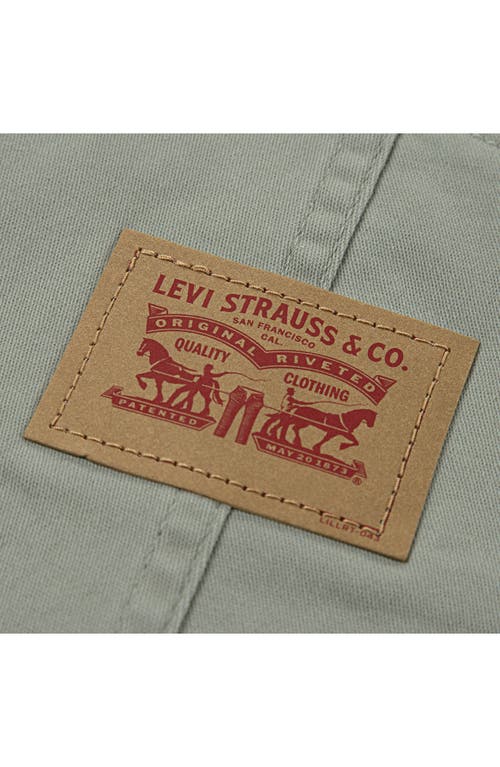 LEVI STRAUSS & CO.
SAN FRANCISCO
CAL.
ORIGINAL RIVETED
QUALITY CLOTHING
PATENTED
MAY 20 1873
®